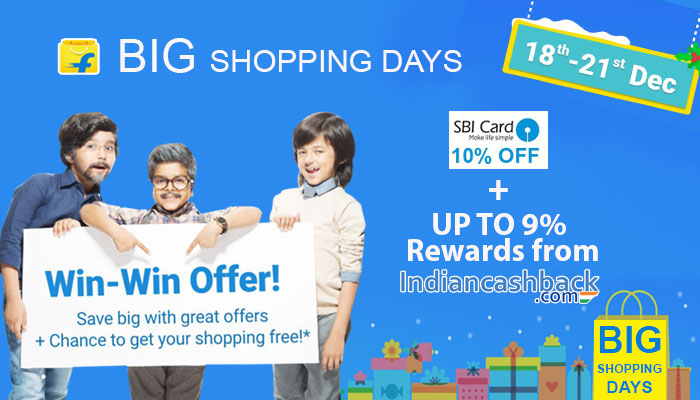 BIG SHOPPING DAYS
18th-21st Dec
SBI Card
Make life simple
10% OFF
+
UP TO 9%
Rewards from
Indiancashback
.com
Win-Win Offer!
Save big with great offers
+ Chance to get your shopping free!*
BIG
SHOPPING
DAYS